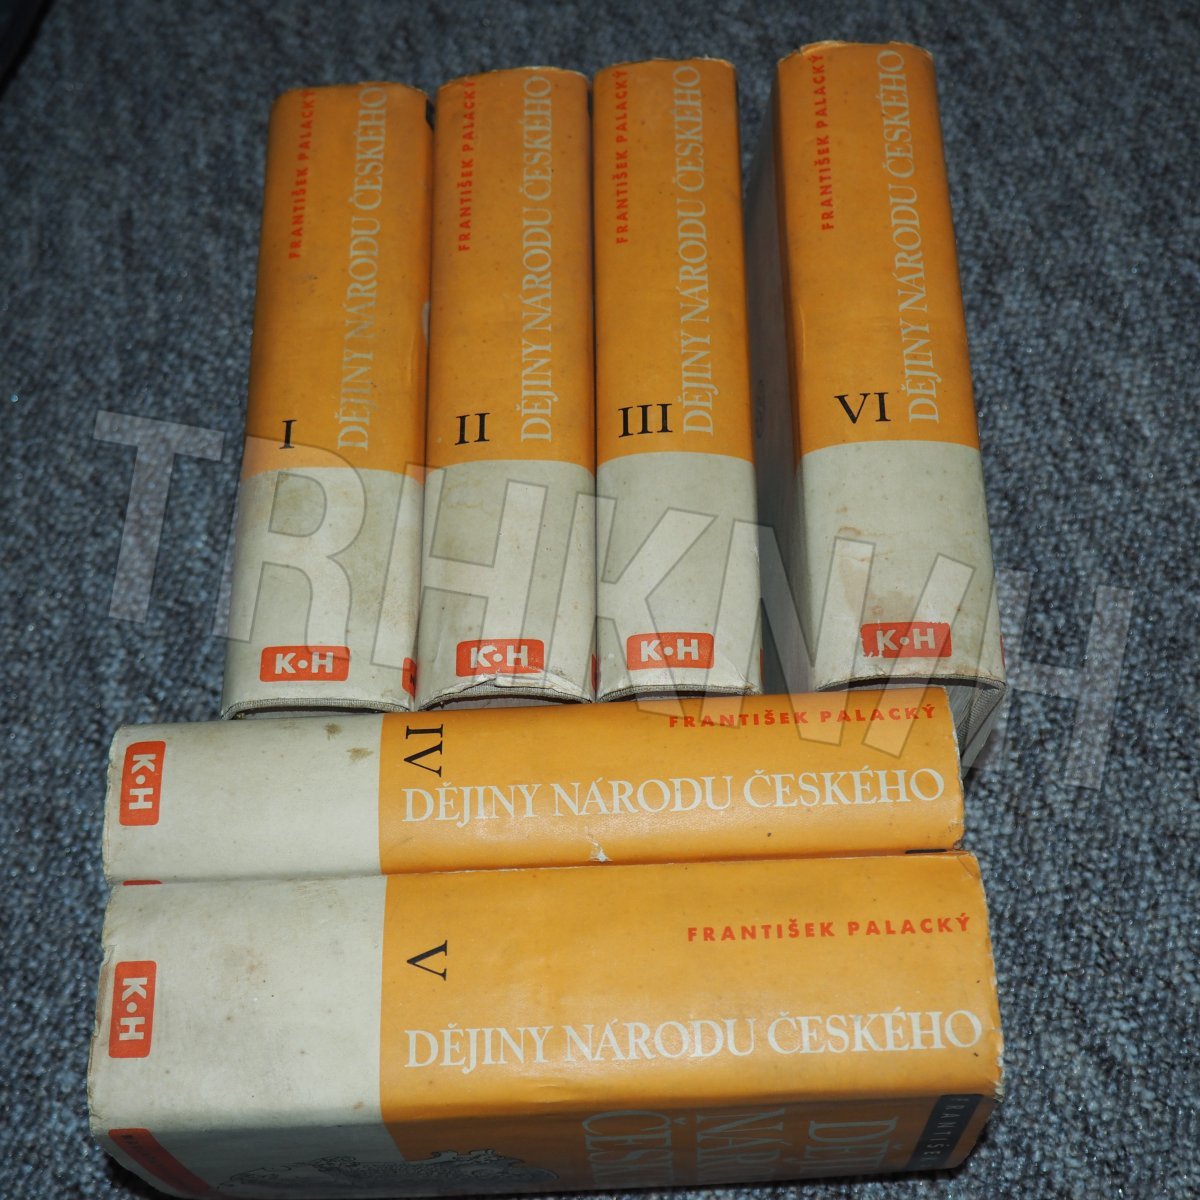 FRANTIŠEK PALACKÝ
DĚJINY NÁRODU ČESKÉHO
I
K•H
FRANTIŠEK PALACKÝ
DĚJINY NÁRODU ČESKÉHO
II
K•H
FRANTIŠEK PALACKÝ
DĚJINY NÁRODU ČESKÉHO
III
K•H
FRANTIŠEK PALACKÝ
DĚJINY NÁRODU ČESKÉHO
VI
K•H
TRHKNIH
FRANTIŠEK PALACKÝ
IV
DĚJINY NÁRODU ČESKÉHO
K•H
FRANTIŠEK PALACKÝ
V
DĚJINY NÁRODU ČESKÉHO
K•H
FRANTIŠEK